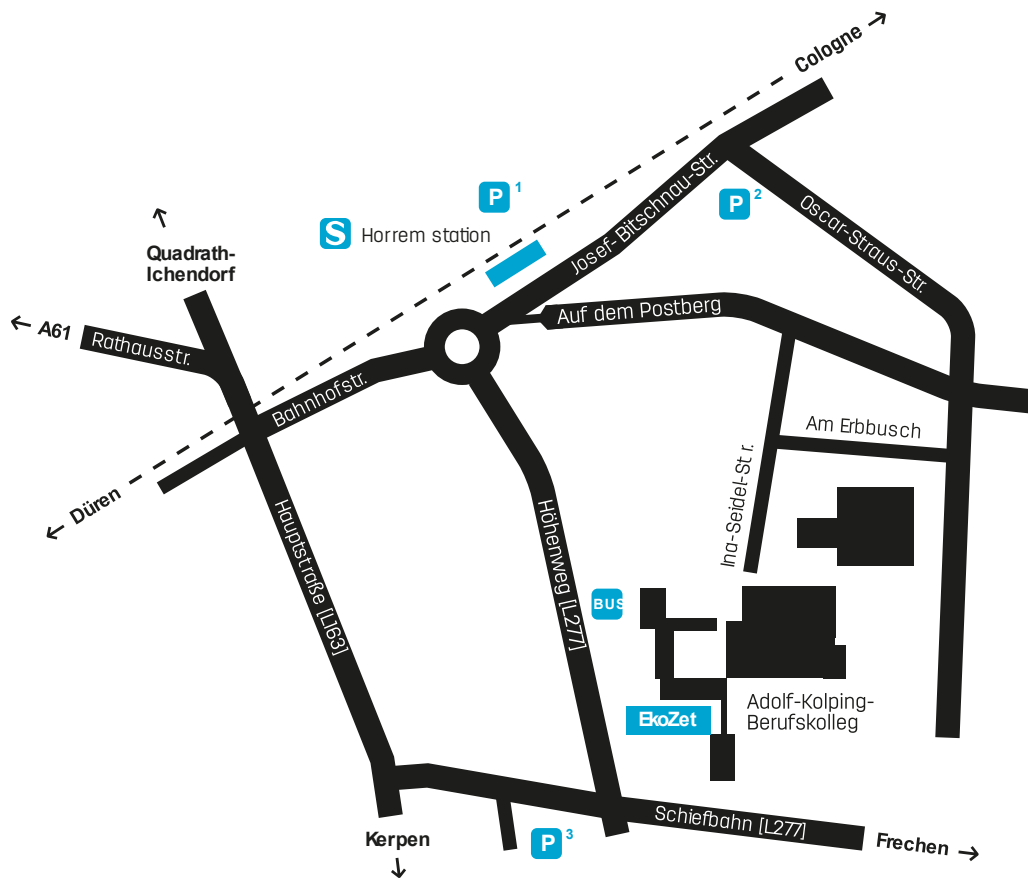 Cologne
P 1
Josef-Bitschnau-Str.
P 2
Oscar-Straus-Str.
S Horrem station
Quadrath-
Ichendorf
A61
Rathausstr.
Auf dem Postberg
Bahnhofstr.
Am Erbbusch
Düren
Ina-Seidel-St r.
Hauptstraße [L163]
Höhenweg [L277]
BUS
Adolf-Kolping-
Berufskolleg
EkoZet
Schiefbahn [L277]
Kerpen
P 3
Frechen